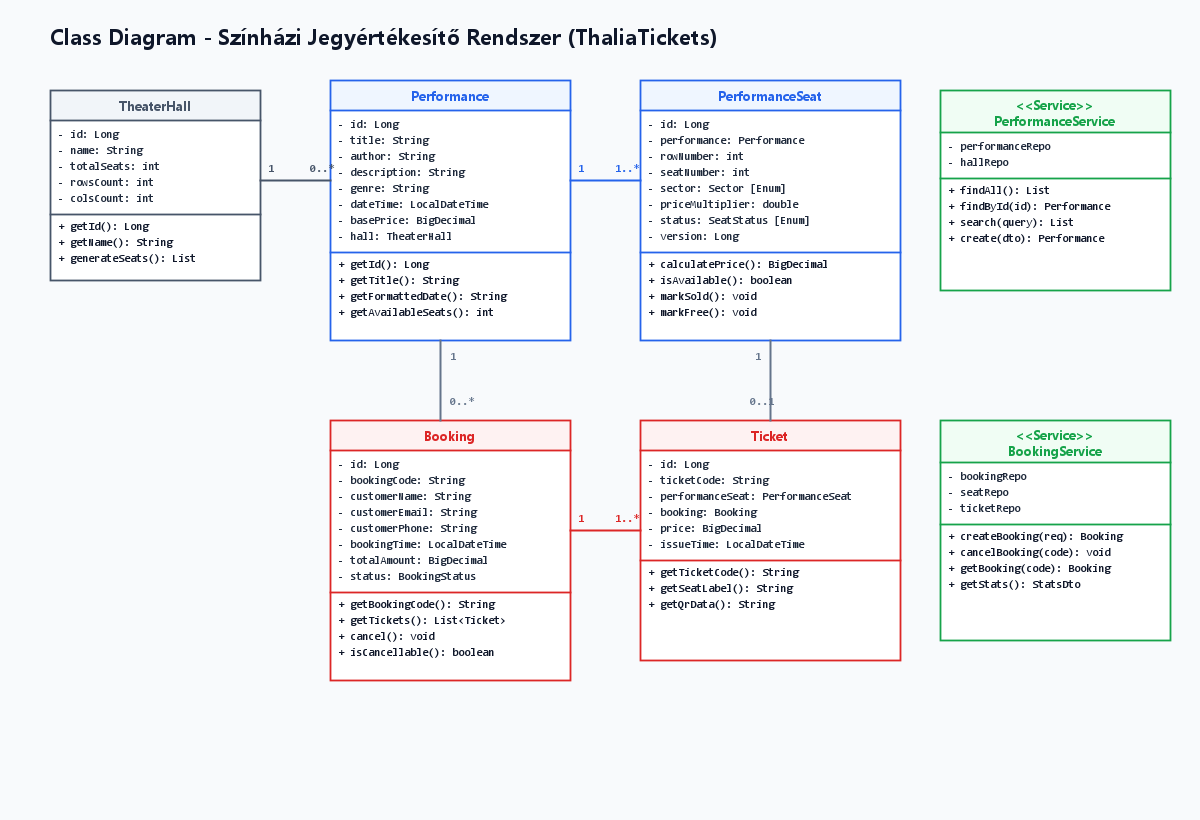 Class Diagram - Színházi Jegyértékesítő Rendszer (ThaliaTickets)
TheaterHall
- id: Long
- name: String
- totalSeats: int
- rowsCount: int
- colsCount: int
+ getId(): Long
+ getName(): String
+ generateSeats(): List
1
0..*
Performance
- id: Long
- title: String
- author: String
- description: String
- genre: String
- dateTime: LocalDateTime
- basePrice: BigDecimal
- hall: TheaterHall
+ getId(): Long
+ getTitle(): String
+ getFormattedDate(): String
+ getAvailableSeats(): int
1
1..*
PerformanceSeat
- id: Long
- performance: Performance
- rowNumber: int
- seatNumber: int
- sector: Sector [Enum]
- priceMultiplier: double
- status: SeatStatus [Enum]
- version: Long
+ calculatePrice(): BigDecimal
+ isAvailable(): boolean
+ markSold(): void
+ markFree(): void
<<Service>>
PerformanceService
- performanceRepo
- hallRepo
+ findAll(): List
+ findById(id): Performance
+ search(query): List
+ create(dto): Performance
1
0..*
1
0..1
Booking
- id: Long
- bookingCode: String
- customerName: String
- customerEmail: String
- customerPhone: String
- bookingTime: LocalDateTime
- totalAmount: BigDecimal
- status: BookingStatus
+ getBookingCode(): String
+ getTickets(): List<Ticket>
+ cancel(): void
+ isCancellable(): boolean
1
1..*
Ticket
- id: Long
- ticketCode: String
- performanceSeat: PerformanceSeat
- booking: Booking
- price: BigDecimal
- issueTime: LocalDateTime
+ getTicketCode(): String
+ getSeatLabel(): String
+ getQrData(): String
<<Service>>
BookingService
- bookingRepo
- seatRepo
- ticketRepo
+ createBooking(req): Booking
+ cancelBooking(code): void
+ getBooking(code): Booking
+ getStats(): StatsDto